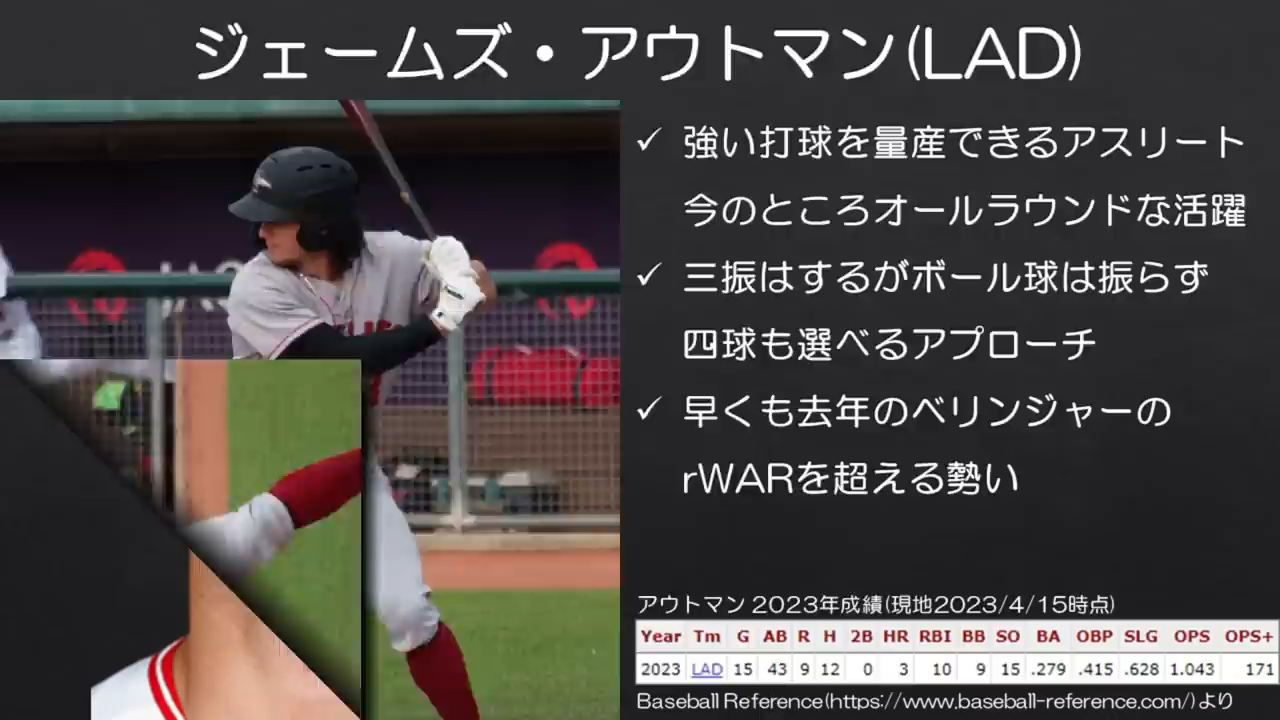 ジェームズ・アウトマン(LAD)
✓ 強い打球を量産できるアスリート
今のところオールラウンドな活躍
✓ 三振はするがボール球は振らず
四球も選べるアプローチ
✓ 早くも去年のベリンジャーの
rWARを超える勢い
アウトマン 2023年成績(現地2023/4/15時点)
Year Tm G AB R H 2B HR RBI BB SO BA OBP SLG OPS OPS+
2023 LAD 15 43 9 12 0 3 10 9 15 .279 .415 .628 1.043 171
Baseball Reference(https://www.baseball-reference.com/)より